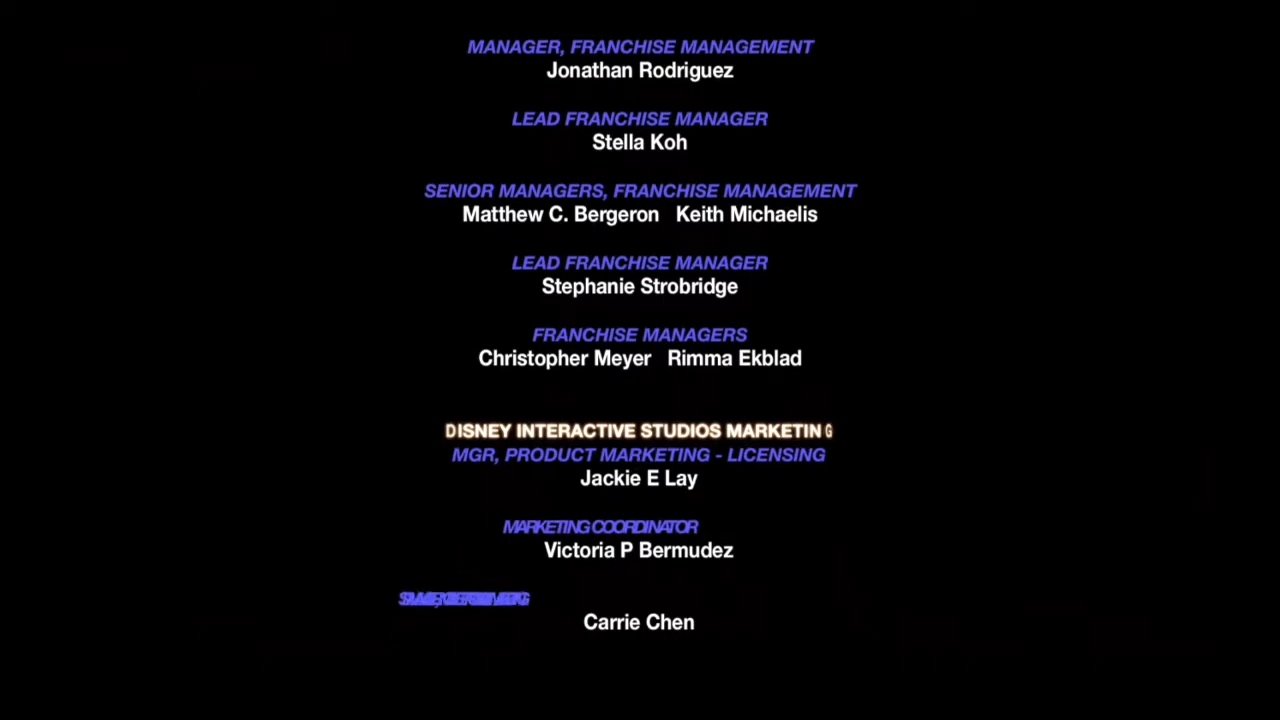 MANAGER, FRANCHISE MANAGEMENT
Jonathan Rodriguez
LEAD FRANCHISE MANAGER
Stella Koh
SENIOR MANAGERS, FRANCHISE MANAGEMENT
Matthew C. Bergeron Keith Michaelis
LEAD FRANCHISE MANAGER
Stephanie Strobridge
FRANCHISE MANAGERS
Christopher Meyer Rimma Ekblad
DISNEY INTERACTIVE STUDIOS MARKETING
MGR, PRODUCT MARKETING - LICENSING
Jackie E Lay
MARKETING COORDINATOR
Victoria P Bermudez
Carrie Chen